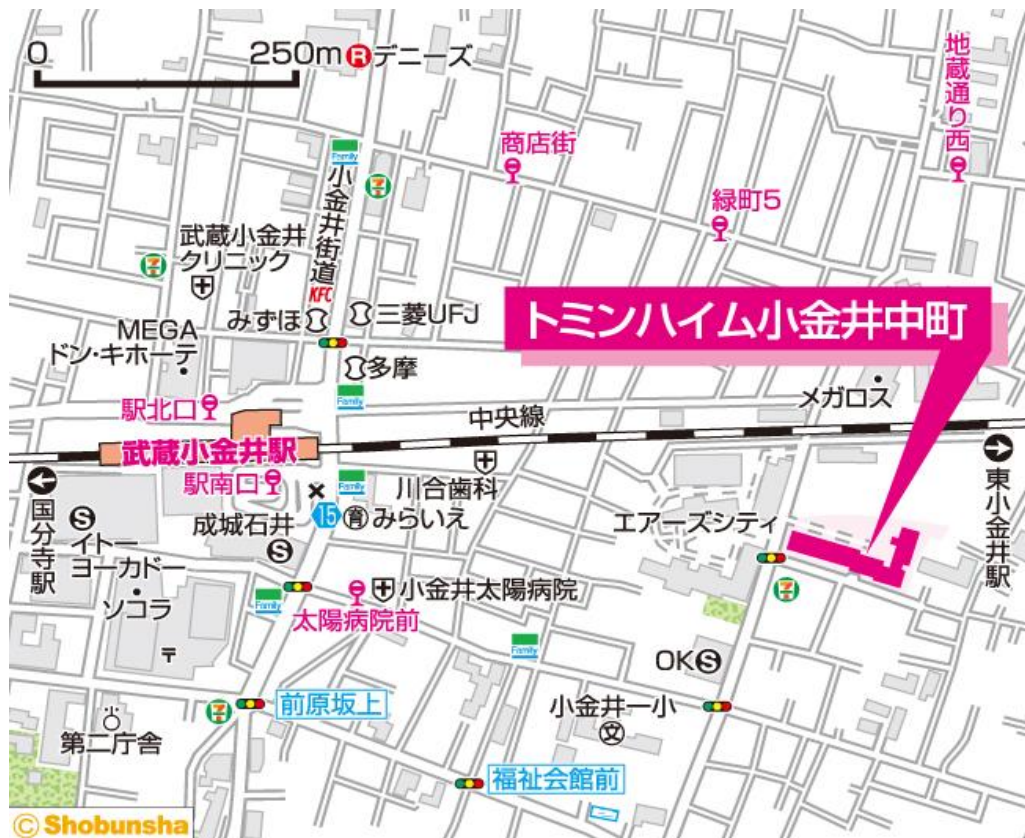 0
250m
R デニーズ
地蔵通り西
Family
小金井街道
商店街
7
緑町5
武蔵小金井
クリニック
7
KFC
みずほ
三菱UFJ
トミンハイム小金井中町
MEGA
ドン・キホーテ
多摩
メガロス
Family
駅北口
中央線
武蔵小金井駅
駅南口
Family
川合歯科
国分寺駅
東小金井駅
S
イトー
ヨーカドー
成城石井
S
15
育 みらいえ
エアーズシティ
ソコラ
Family
小金井太陽病院
太陽病院前
7
〒
Family
OK S
7
前原坂上
小金井一小
文
第二庁舎
福祉会館前
© Shobunsha